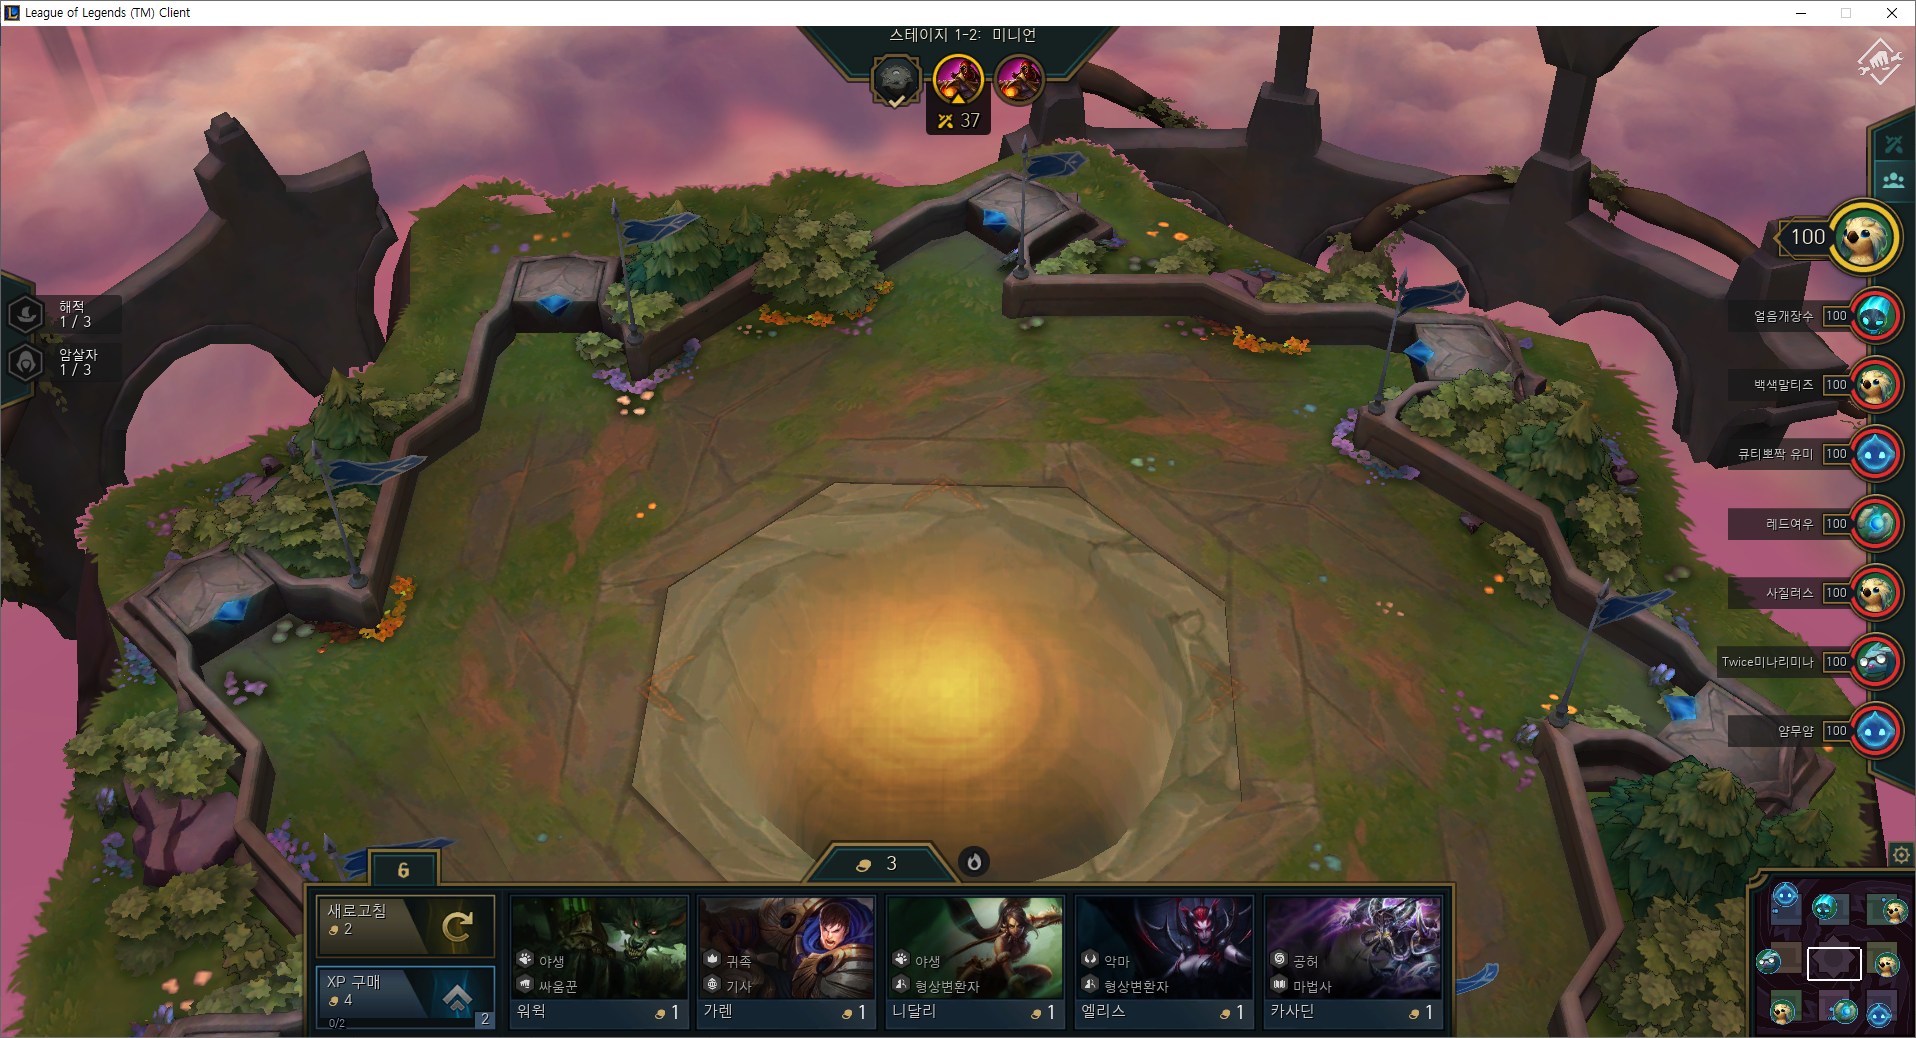 League of Legends (TM) Client
스테이지 1-2: 미니언
37
해적
1 / 3
암살자
1 / 3
100
얼음개장수 100
백색말티즈 100
큐티뽀짝 유미 100
레드여우 100
사질러스 100
Twice미나리미나 100
얌무얌 100
3
6
새로고침
2
XP 구매
4
0/2
2
야생
싸움꾼
워윅 1
귀족
기사
가렌 1
야생
형상변환자
니달리 1
악마
형상변환자
엘리스 1
공허
마법사
카사딘 1